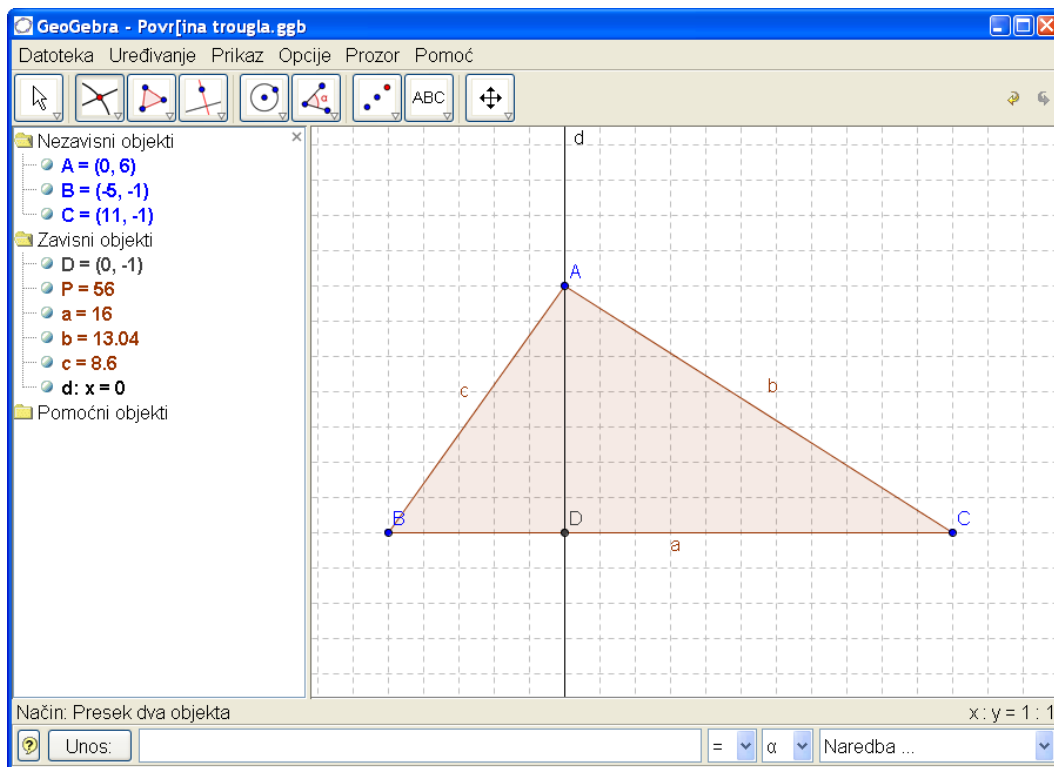 GeoGebra - Povr[ina trougla.ggb
Datoteka Uređivanje Prikaz Opcije Prozor Pomoć
ABC
Nezavisni objekti
A = (0, 6)
B = (-5, -1)
C = (11, -1)
Zavisni objekti
D = (0, -1)
P = 56
a = 16
b = 13.04
c = 8.6
d: x = 0
Pomoćni objekti
d
A
c
b
B
D
C
a
Način: Presek dva objekta
x : y = 1 : 1
Unos:
=
α
Naredba ...